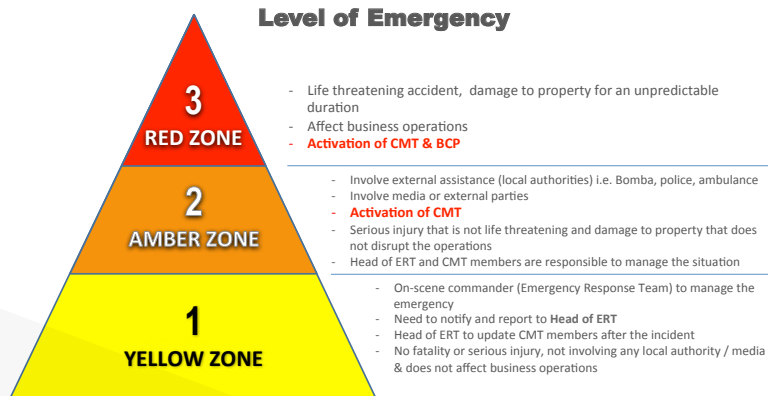 Level of Emergency
3
RED ZONE
- Life threatening accident, damage to property for an unpredictable
duration
- Affect business operations
- Activation of CMT & BCP
2
AMBER ZONE
- Involve external assistance (local authorities) i.e. Bomba, police, ambulance
- Involve media or external parties
- Activation of CMT
- Serious injury that is not life threatening and damage to property that does
not disrupt the operations
- Head of ERT and CMT members are responsible to manage the situation
1
YELLOW ZONE
- On-scene commander (Emergency Response Team) to manage the
emergency
- Need to notify and report to Head of ERT
- Head of ERT to update CMT members after the incident
- No fatality or serious injury, not involving any local authority / media
& does not affect business operations